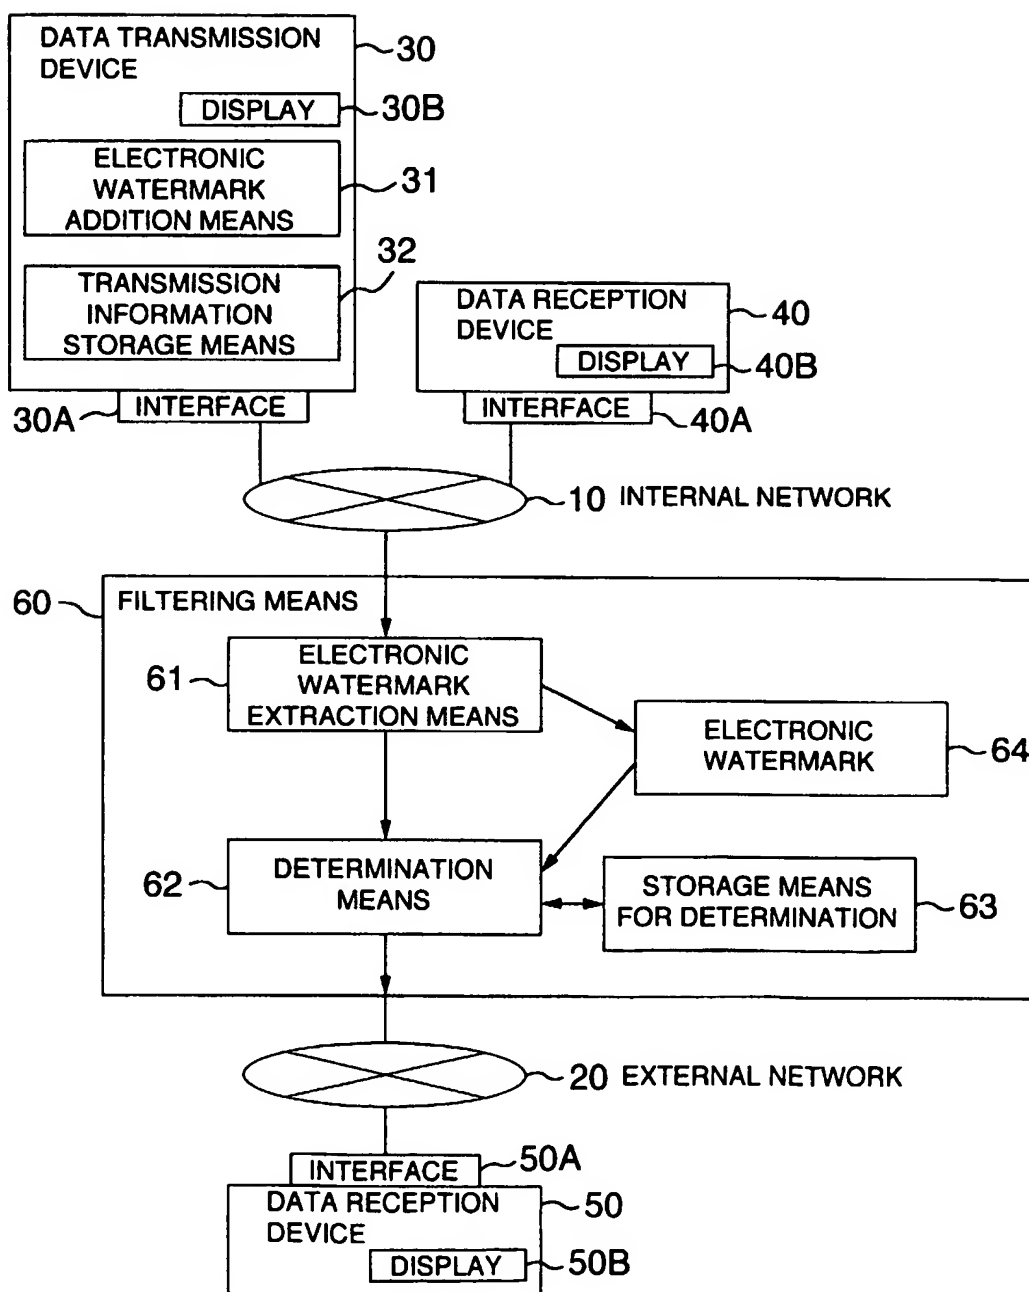 DATA TRANSMISSION
DEVICE
30
DISPLAY
30B
ELECTRONIC
WATERMARK
ADDITION MEANS
31
32
TRANSMISSION
INFORMATION
STORAGE MEANS
DATA RECEPTION
DEVICE
40
DISPLAY
40B
30A
INTERFACE
INTERFACE
40A
10 INTERNAL NETWORK
60
FILTERING MEANS
61
ELECTRONIC
WATERMARK
EXTRACTION MEANS
ELECTRONIC
WATERMARK
64
62
DETERMINATION
MEANS
STORAGE MEANS
FOR DETERMINATION
63
20 EXTERNAL NETWORK
INTERFACE
50A
DATA RECEPTION
DEVICE
50
DISPLAY
50B